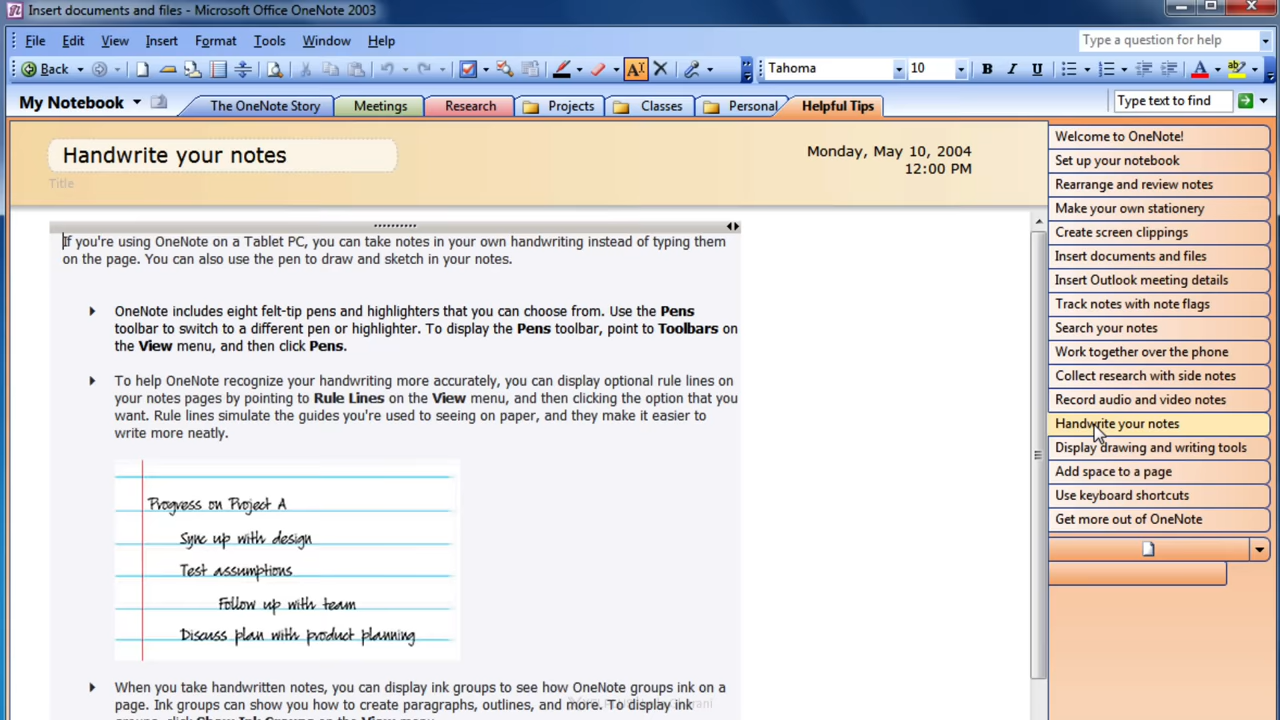 Insert documents and files - Microsoft Office OneNote 2003
File Edit View Insert Format Tools Window Help
Type a question for help
Back
Tahoma 10 B I U
My Notebook
The OneNote Story Meetings Research Projects Classes Personal Helpful Tips
Type text to find
Handwrite your notes
Title
Monday, May 10, 2004
12:00 PM
If you're using OneNote on a Tablet PC, you can take notes in your own handwriting instead of typing them
on the page. You can also use the pen to draw and sketch in your notes.
OneNote includes eight felt-tip pens and highlighters that you can choose from. Use the Pens
toolbar to switch to a different pen or highlighter. To display the Pens toolbar, point to Toolbars on
the View menu, and then click Pens.
To help OneNote recognize your handwriting more accurately, you can display optional rule lines on
your notes pages by pointing to Rule Lines on the View menu, and then clicking the option that you
want. Rule lines simulate the guides you're used to seeing on paper, and they make it easier to
write more neatly.
Progress on Project A
Sync up with design
Test assumptions
Follow up with team
Discuss plan with product planning
When you take handwritten notes, you can display ink groups to see how OneNote groups ink on a
page. Ink groups can show you how to create paragraphs, outlines, and more. To display ink
groups, click Show Ink Groups on the View menu.
Welcome to OneNote!
Set up your notebook
Rearrange and review notes
Make your own stationery
Create screen clippings
Insert documents and files
Insert Outlook meeting details
Track notes with note flags
Search your notes
Work together over the phone
Collect research with side notes
Record audio and video notes
Handwrite your notes
Display drawing and writing tools
Add space to a page
Use keyboard shortcuts
Get more out of OneNote